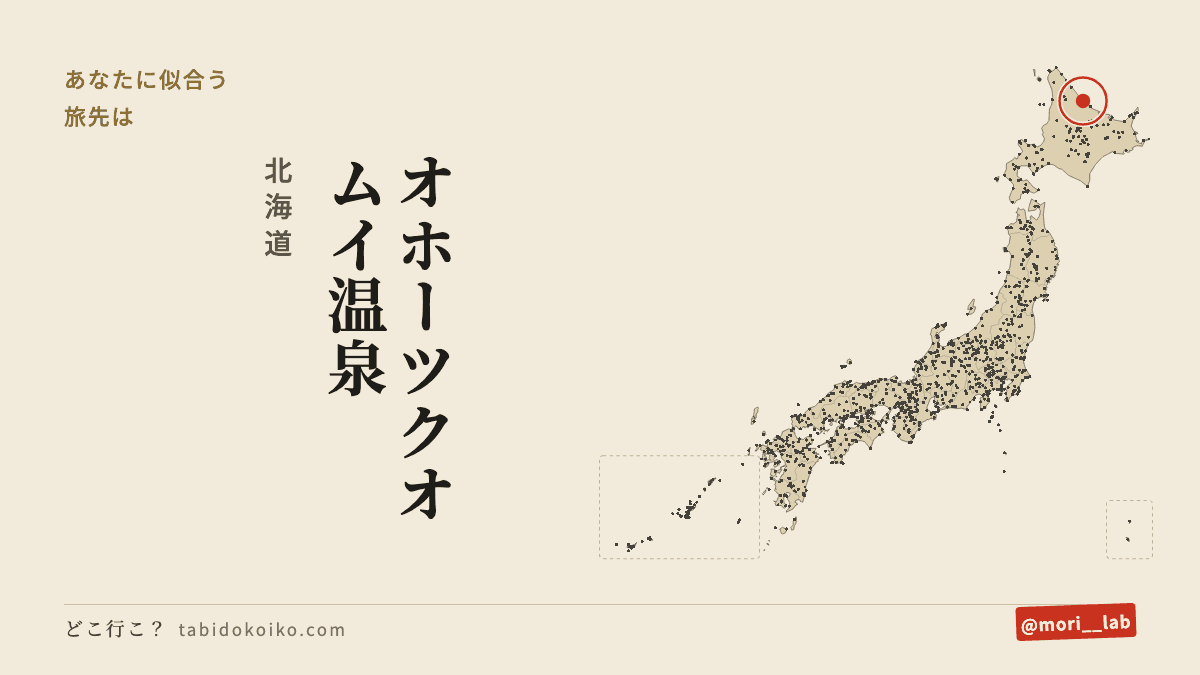 あなたに似合う
旅先は
オホーツクオ
ムイ温泉
北海道
どこ行こ？ tabidokoiko.com
@mori__lab